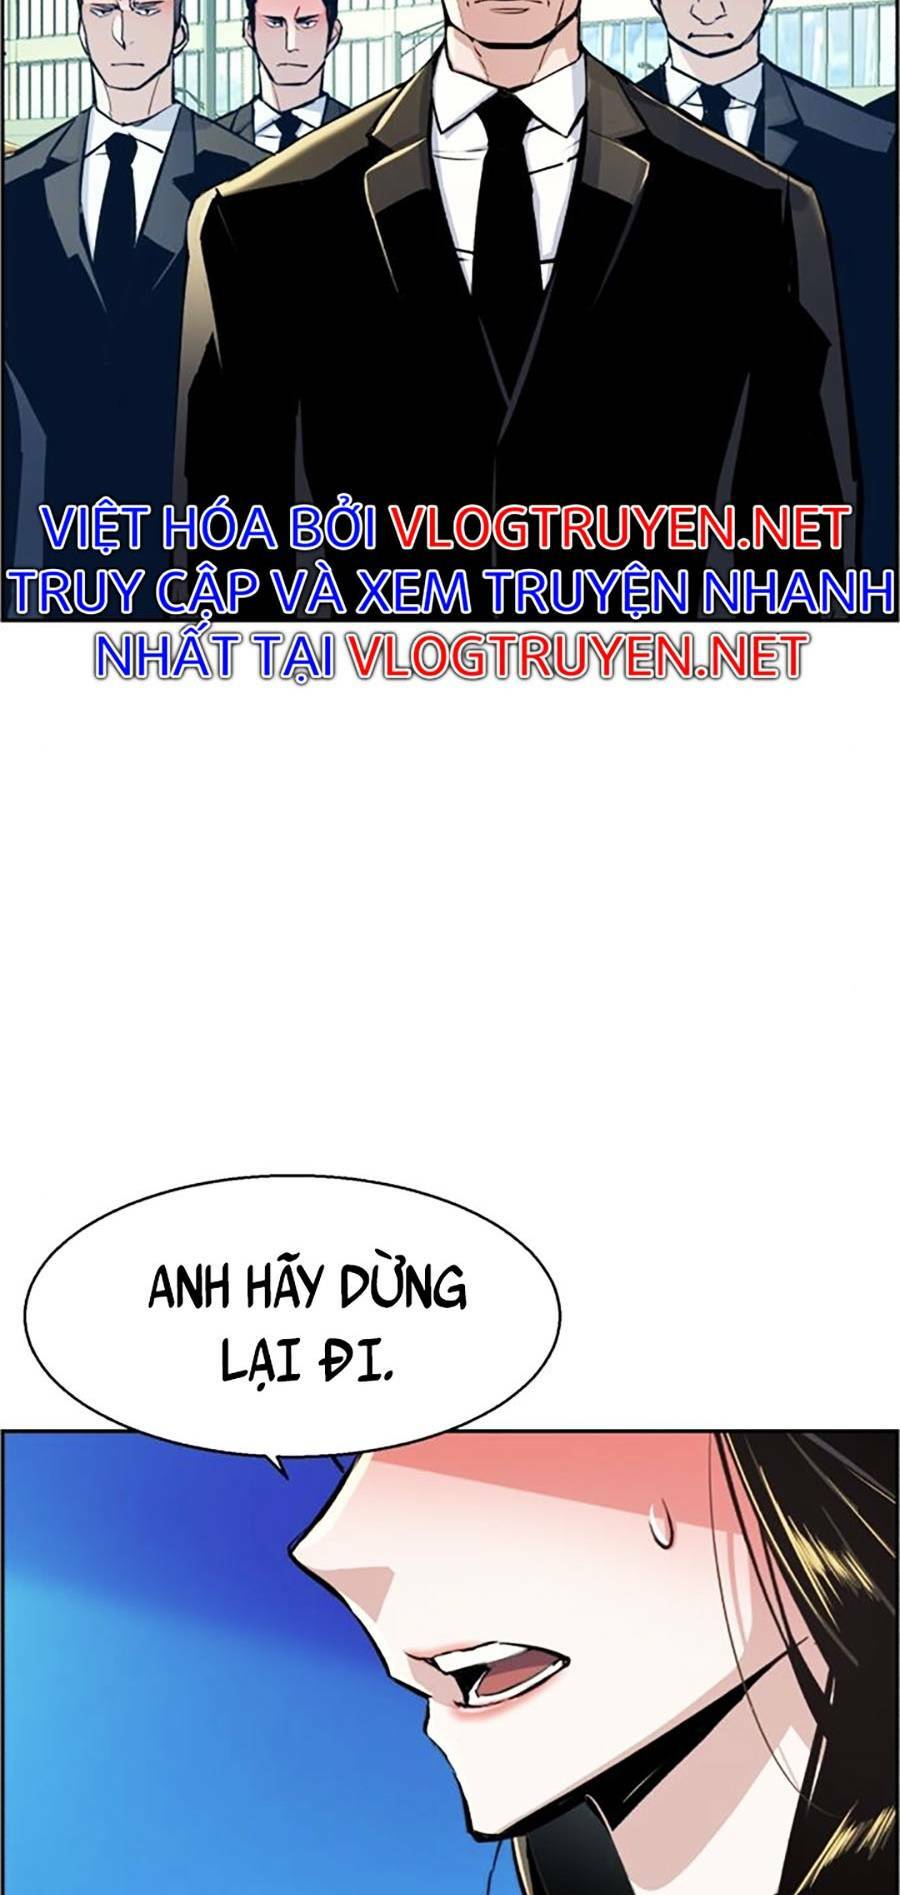 VIỆT HÓA BỞI VLOGTRUYEN.NET
TRUY CẬP VÀ XEM TRUYỆN NHANH
NHẤT TẠI VLOGTRUYEN.NET
ANH HÃY DỪNG
LẠI ĐI.